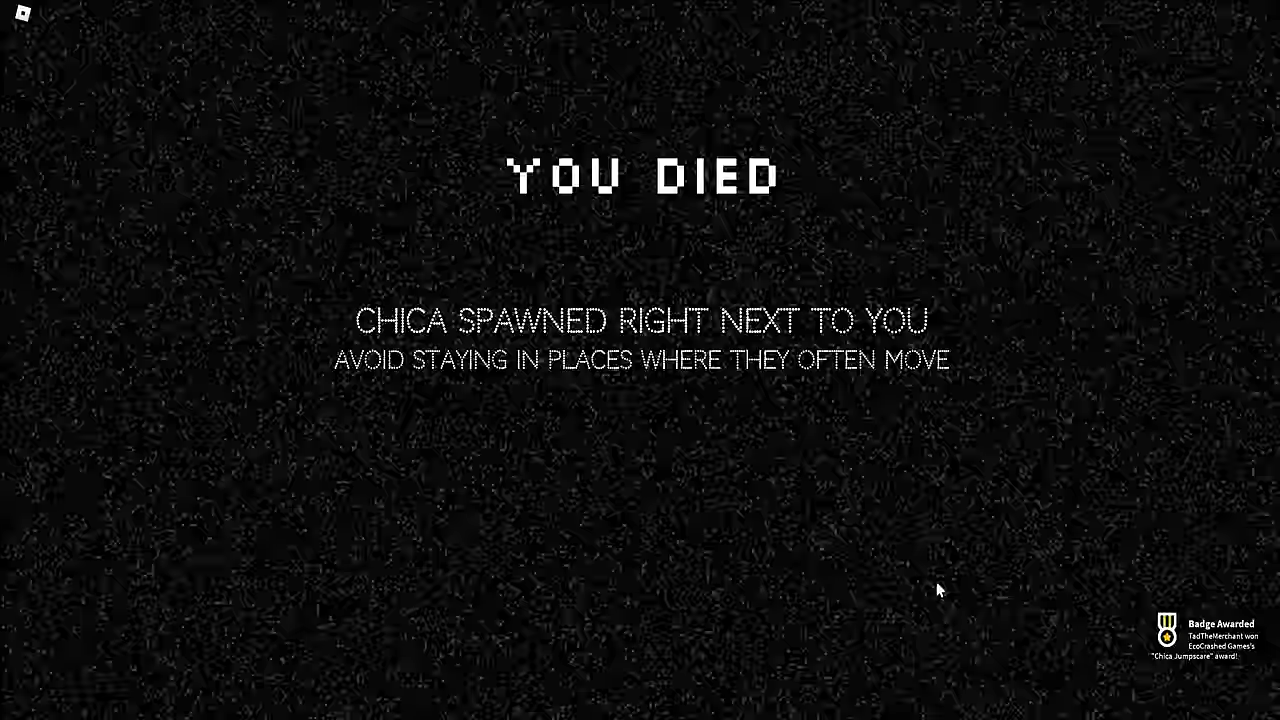 YOU DIED
CHICA SPAWNED RIGHT NEXT TO YOU
AVOID STAYING IN PLACES WHERE THEY OFTEN MOVE
Badge Awarded
TadTheMerchant won
EcoCrashed Games's
"Chica Jumpscare" award!